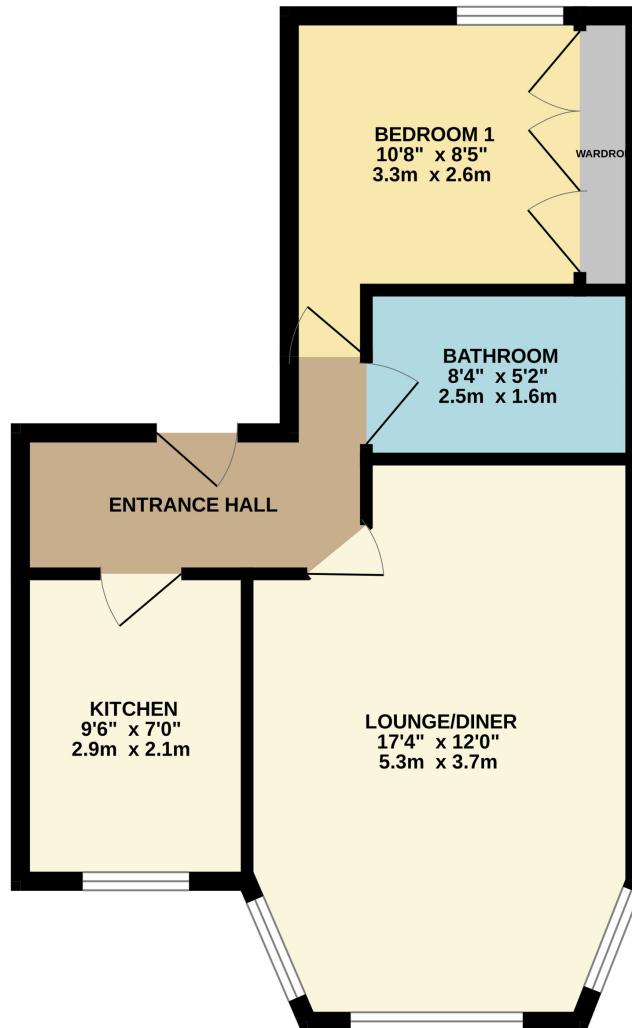 BEDROOM 1
10'8" x 8'5"
3.3m x 2.6m
BATHROOM
8'4" x 5'2"
2.5m x 1.6m
ENTRANCE HALL
KITCHEN
9'6" x 7'0"
2.9m x 2.1m
LOUNGE/DINER
17'4" x 12'0"
5.3m x 3.7m